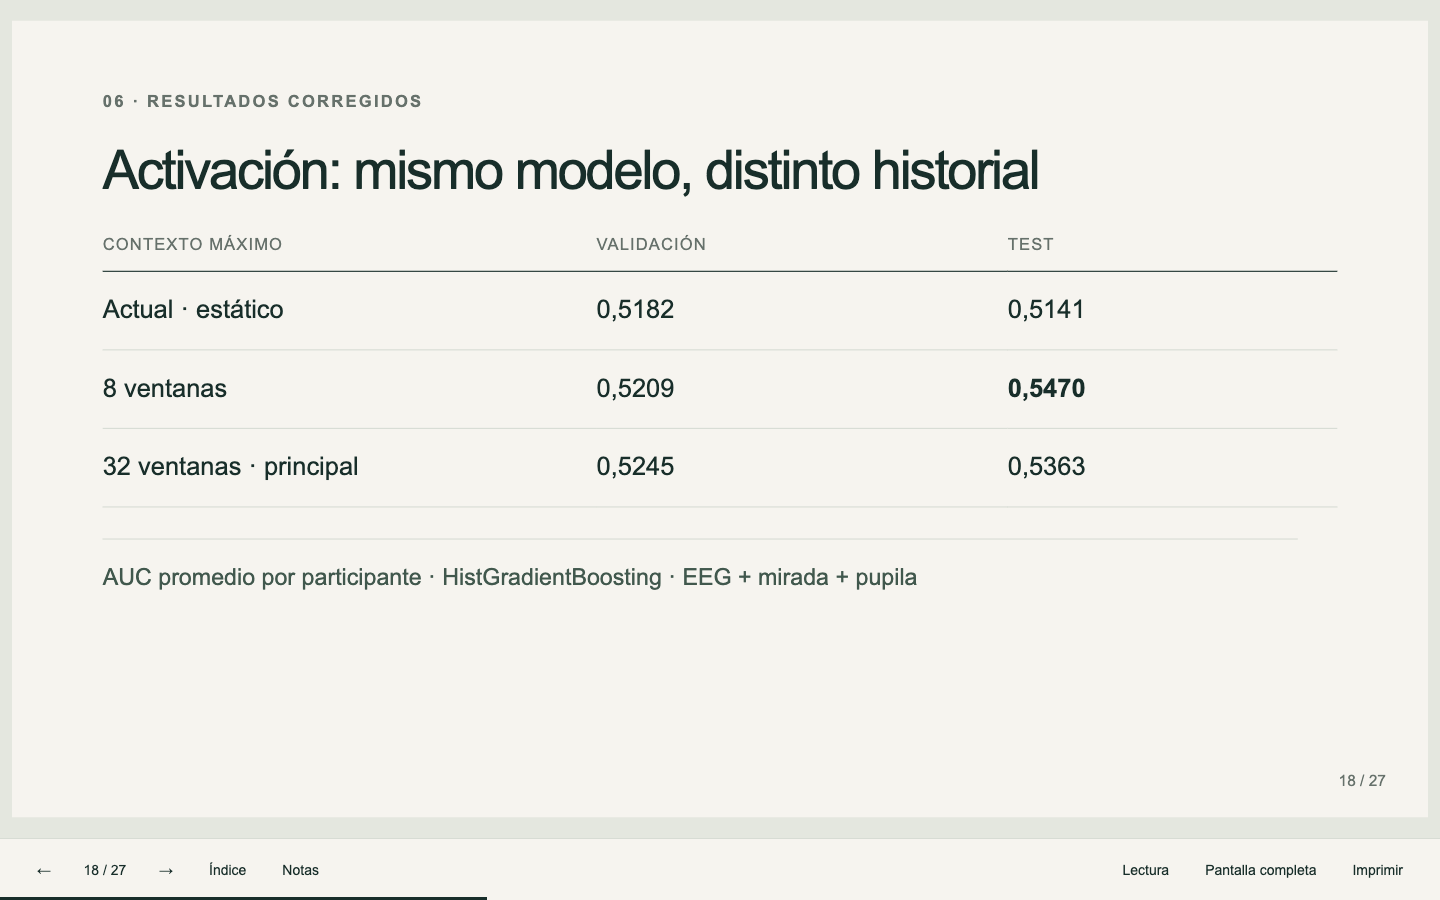 06 · RESULTADOS CORREGIDOS
Activación: mismo modelo, distinto historial
CONTEXTO MÁXIMO VALIDACIÓN TEST
Actual · estático 0,5182 0,5141
8 ventanas 0,5209 0,5470
32 ventanas · principal 0,5245 0,5363
AUC promedio por participante · HistGradientBoosting · EEG + mirada + pupila
18 / 27
← 18 / 27 → Índice Notas Lectura Pantalla completa Imprimir